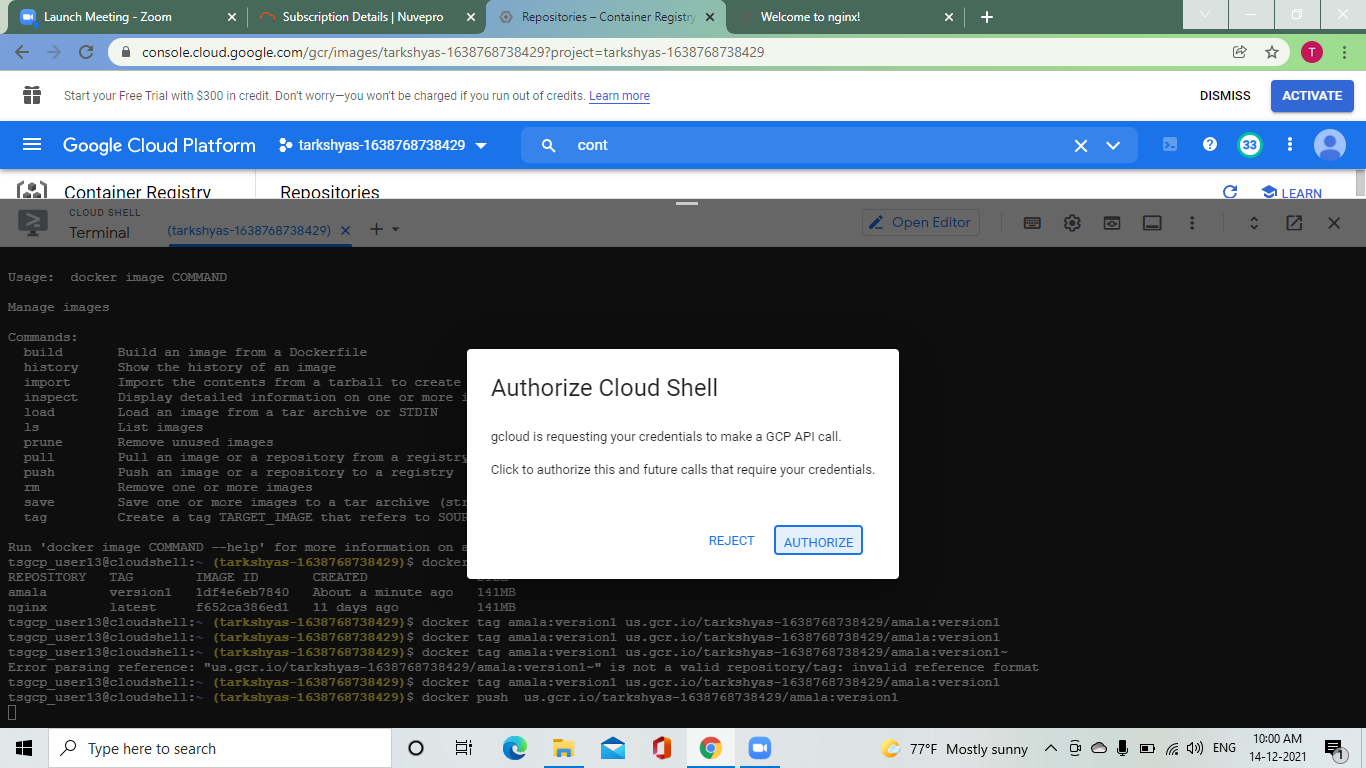 Launch Meeting - Zoom
Subscription Details | Nuvepro
Repositories – Container Registry
Welcome to nginx!
console.cloud.google.com/gcr/images/tarkshyas-1638768738429?project=tarkshyas-1638768738429
T
Start your Free Trial with $300 in credit. Don't worry—you won't be charged if you run out of credits. Learn more
DISMISS
ACTIVATE
Google Cloud Platform
tarkshyas-1638768738429
cont
33
Container Registry
Repositories
LEARN
CLOUD SHELL
Terminal
(tarkshyas-1638768738429)
Open Editor
Usage:  docker image COMMAND
Manage images
Commands:
build       Build an image from a Dockerfile
history     Show the history of an image
import      Import the contents from a tarball to create
inspect     Display detailed information on one or more
load        Load an image from a tar archive or STDIN
ls          List images
prune       Remove unused images
pull        Pull an image or a repository from a registry
push        Push an image or a repository to a registry
rm          Remove one or more images
save        Save one or more images to a tar archive
tag         Create a tag TARGET_IMAGE that refers to
Run 'docker image COMMAND --help' for more information on
tsgcp_user13@cloudshell:~ (tarkshyas-1638768738429)$ docker
REPOSITORY   TAG        IMAGE ID       CREATED
amala        version1   1df4e6eb7840   About a minute ago   141MB
nginx        latest     f652ca386ed1   11 days ago          141MB
tsgcp_user13@cloudshell:~ (tarkshyas-1638768738429)$ docker tag amala:version1 us.gcr.io/tarkshyas-1638768738429/amala:version1
tsgcp_user13@cloudshell:~ (tarkshyas-1638768738429)$ docker tag amala:version1 us.gcr.io/tarkshyas-1638768738429/amala:version1
tsgcp_user13@cloudshell:~ (tarkshyas-1638768738429)$ docker tag amala:version1 us.gcr.io/tarkshyas-1638768738429/amala:version1~
Error parsing reference: "us.gcr.io/tarkshyas-1638768738429/amala:version1~" is not a valid repository/tag: invalid reference format
tsgcp_user13@cloudshell:~ (tarkshyas-1638768738429)$ docker tag amala:version1 us.gcr.io/tarkshyas-1638768738429/amala:version1
tsgcp_user13@cloudshell:~ (tarkshyas-1638768738429)$ docker push  us.gcr.io/tarkshyas-1638768738429/amala:version1
Authorize Cloud Shell
gcloud is requesting your credentials to make a GCP API call.
Click to authorize this and future calls that require your credentials.
REJECT
AUTHORIZE
Type here to search
77°F  Mostly sunny
ENG
10:00 AM
14-12-2021
1